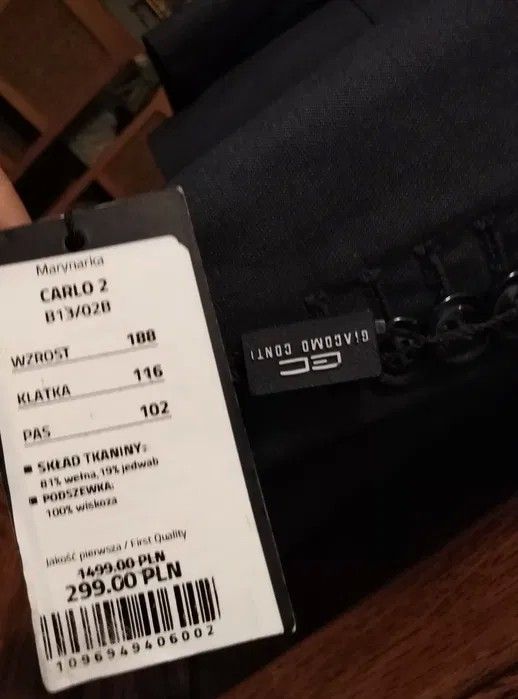 Marynarka
CARLO 2
B13/02B
WZROST 188
KLATKA 116
PAS 102
SKŁAD TKANINY:
81% wełna, 19% jedwab
PODSZEWKA:
100% wiskoza
Jakość pierwsza / First Quality
1499.00 PLN
299.00 PLN
1096949406002
GC
GIACOMO CONTI